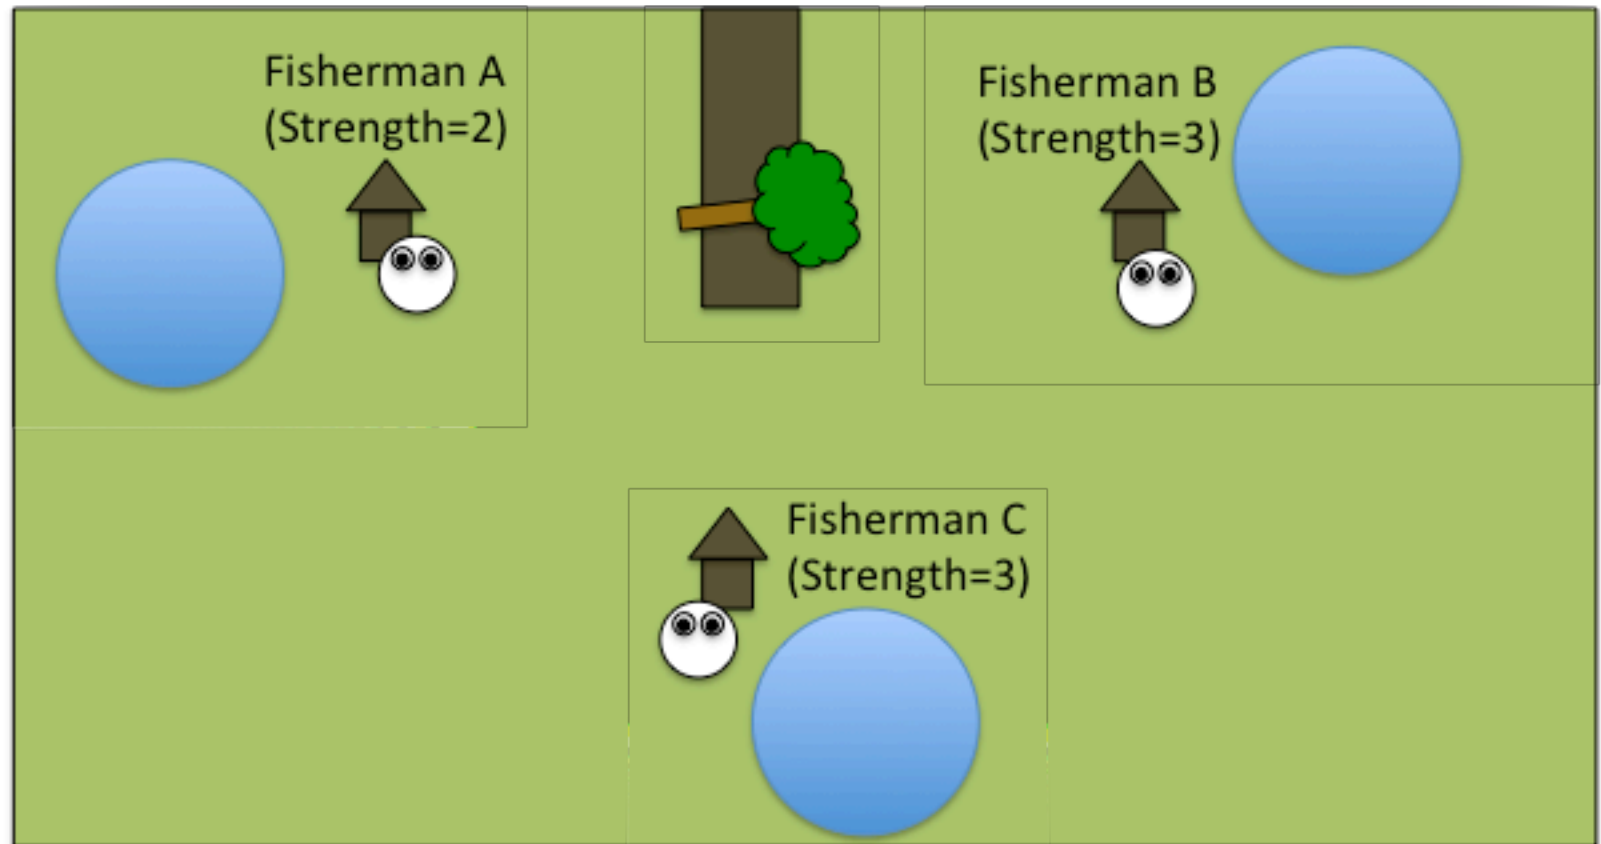 Fisherman A
(Strength=2)
Fisherman B
(Strength=3)
Fisherman C
(Strength=3)